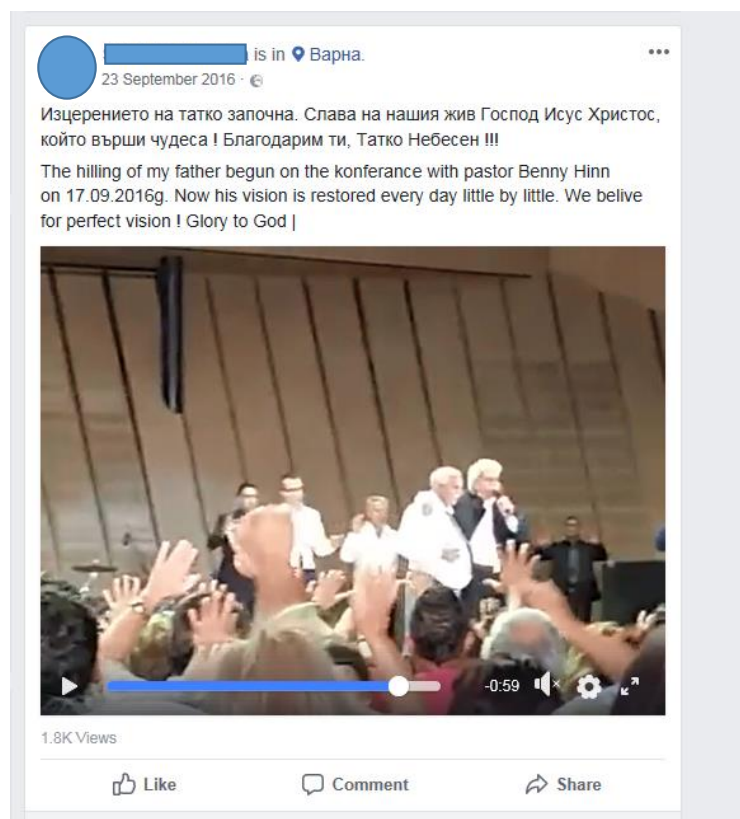 is in Варна.
23 September 2016 ·
Изцерението на татко започна. Слава на нашия жив Господ Исус Христос,
който върши чудеса ! Благодарим ти, Татко Небесен !!!
The hilling of my father begun on the konferance with pastor Benny Hinn
on 17.09.2016g. Now his vision is restored every day little by little. We belive
for perfect vision ! Glory to God |
-0:59
1.8K Views
Like Comment Share